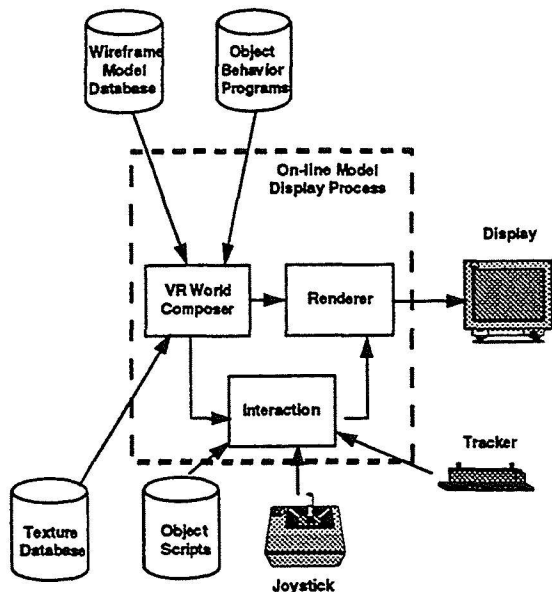 Wireframe
Model
Database
Object
Behavior
Programs
On-line Model
Display Process
Display
VR World
Composer
Renderer
Interaction
Tracker
Texture
Database
Object
Scripts
Joystick